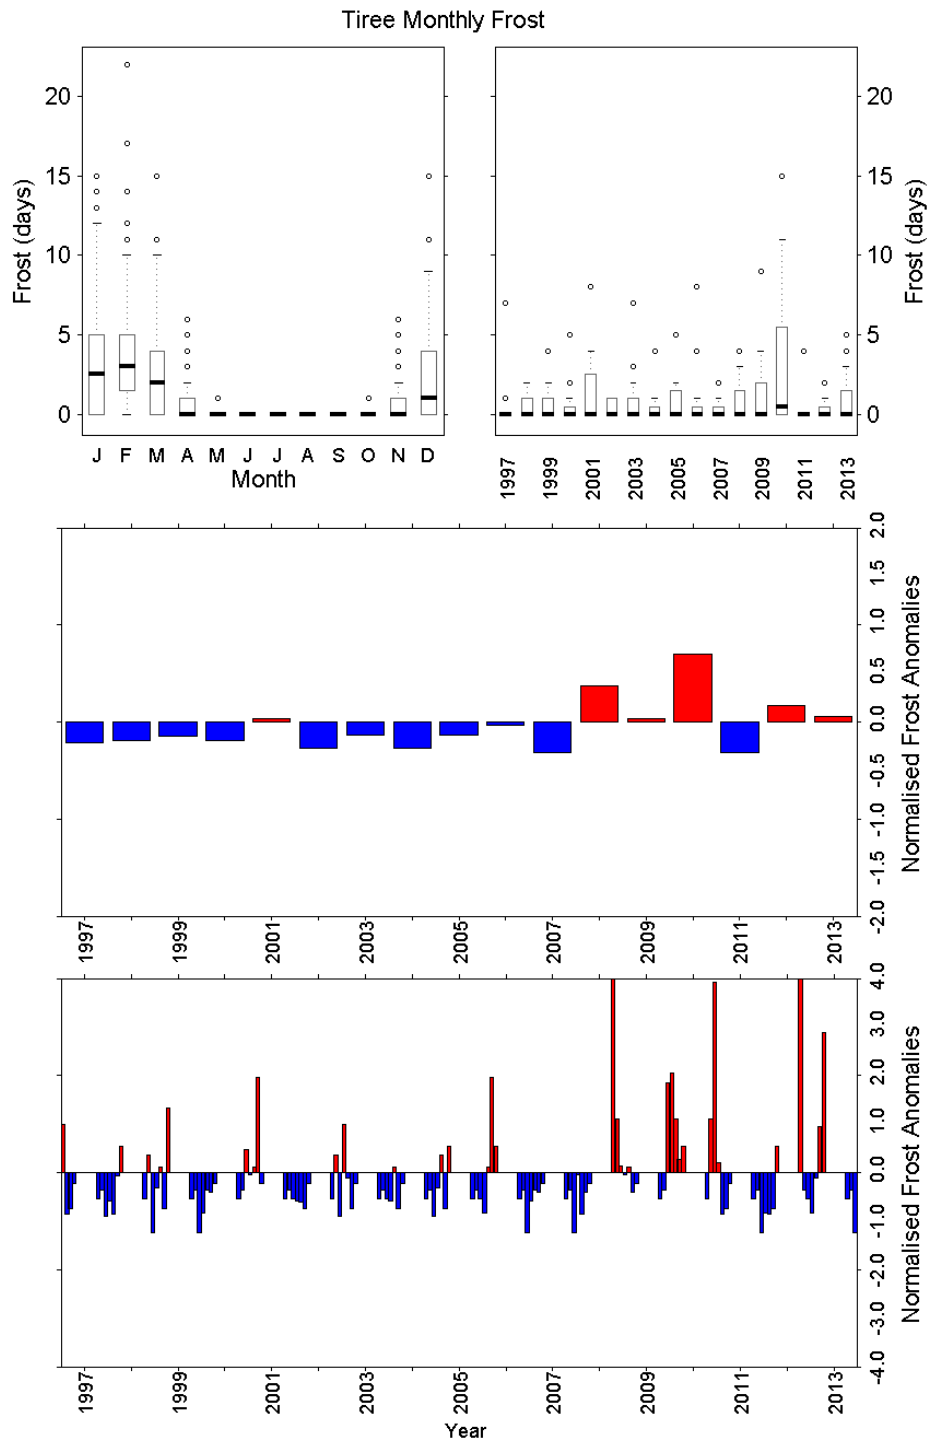 Tiree Monthly Frost
Frost (days)
20
15
10
5
0
J F M A M J J A S O N D
Month
20
15
10
5
0
Frost (days)
1997 1999 2001 2003 2005 2007 2009 2011 2013
2.0
1.5
1.0
0.5
0.0
-0.5
-1.0
-1.5
-2.0
Normalised Frost Anomalies
1997 1999 2001 2003 2005 2007 2009 2011 2013
4.0
3.0
2.0
1.0
0.0
-1.0
-2.0
-3.0
-4.0
Normalised Frost Anomalies
1997 1999 2001 2003 2005 2007 2009 2011 2013
Year